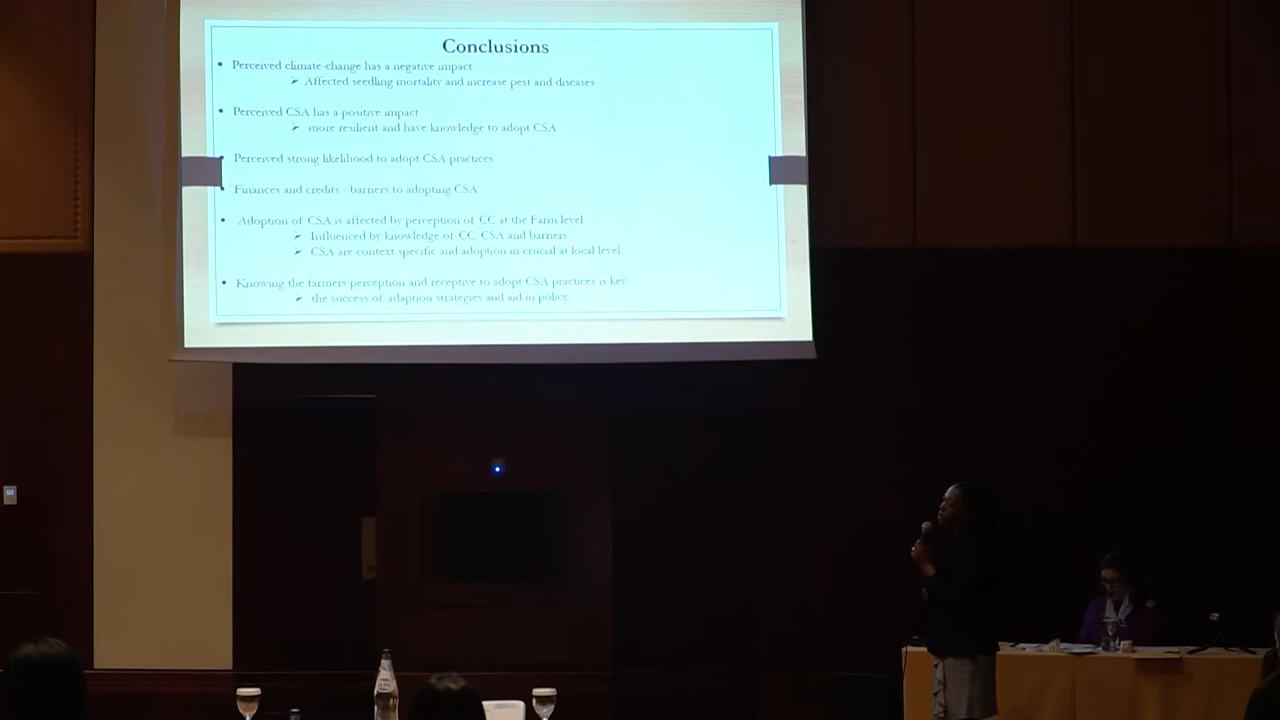 Conclusions
Perceived climate-change has a negative impact
Affected seedling mortality and increase pest and diseases
Perceived CSA has a positive impact
more resilient and have knowledge to adopt CSA
Perceived strong likelihood to adopt CSA practices
Finances and credits - barriers to adopting CSA
Adoption of CSA is affected by perception of CC at the Farm level
Influenced by knowledge of CC, CSA and barriers
CSA are context specific and adoption in crucial at local level
Knowing the farmers perception and receptive to adopt CSA practices is key
the success of adaption strategies and aid in policy.